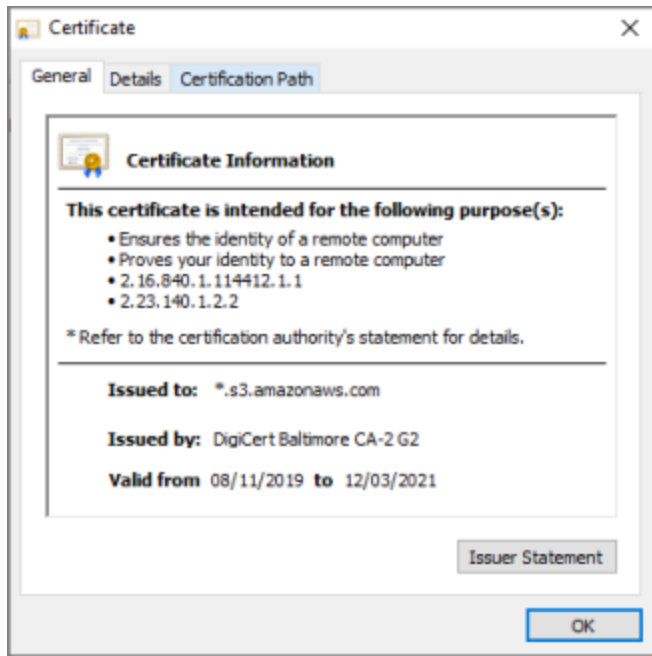 Certificate
General Details Certification Path
Certificate Information
This certificate is intended for the following purpose(s):
• Ensures the identity of a remote computer
• Proves your identity to a remote computer
• 2.16.840.1.114412.1.1
• 2.23.140.1.2.2
* Refer to the certification authority's statement for details.
Issued to: *.s3.amazonaws.com
Issued by: DigiCert Baltimore CA-2 G2
Valid from 08/11/2019 to 12/03/2021
Issuer Statement
OK